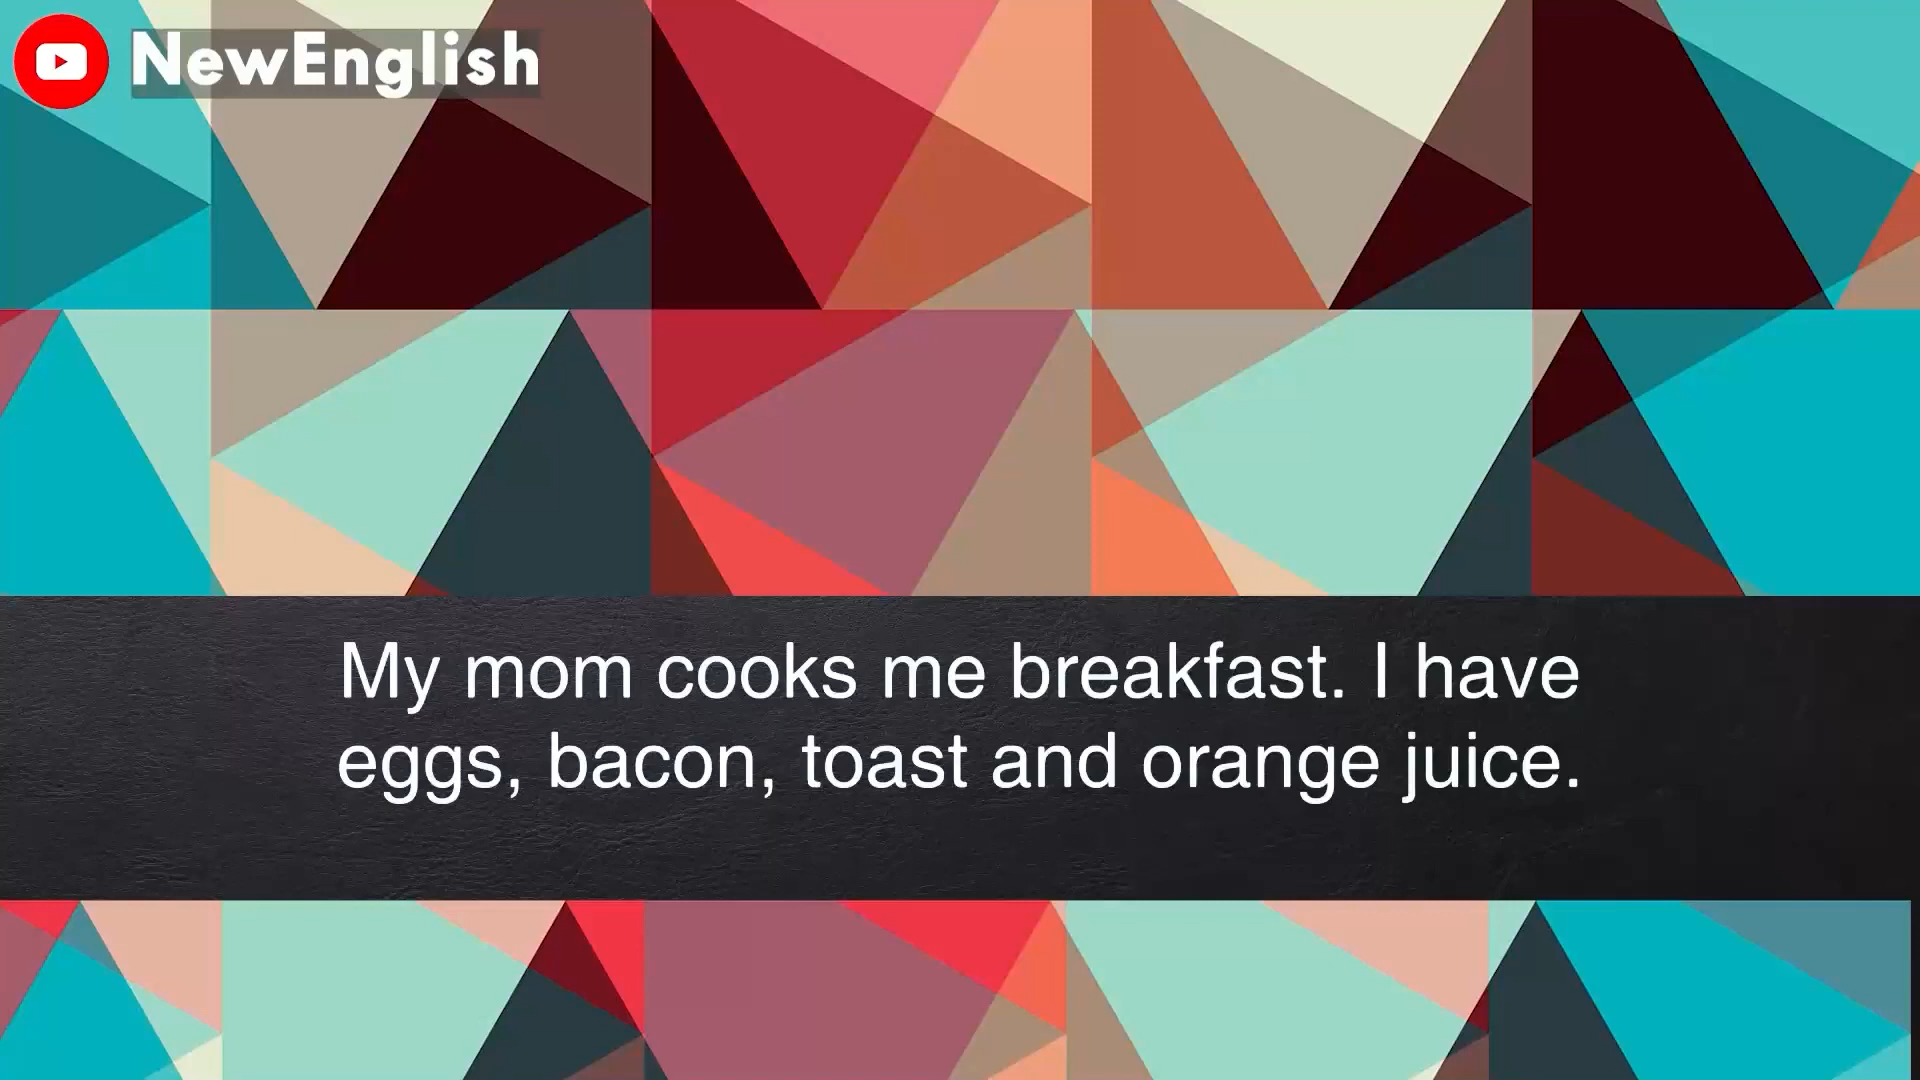 NewEnglish
My mom cooks me breakfast. I have
eggs, bacon, toast and orange juice.